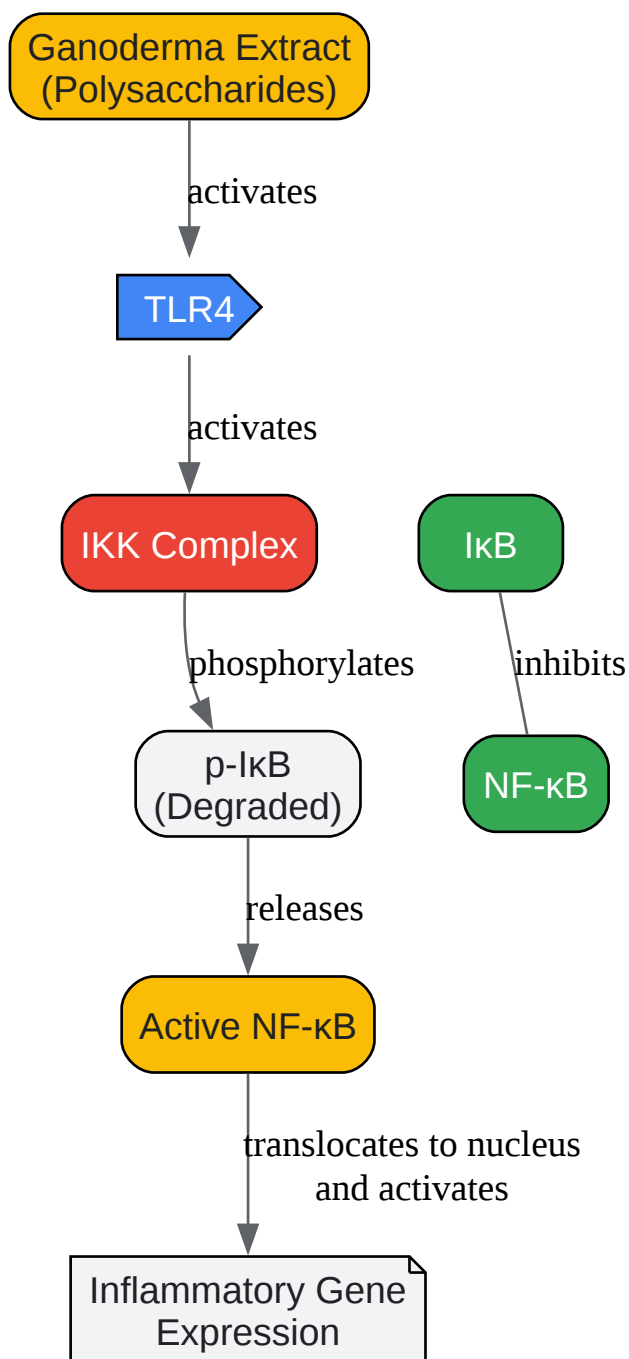 Ganoderma Extract
(Polysaccharides)
activates
TLR4
activates
IKK Complex
IκB
phosphorylates
inhibits
p-IκB
(Degraded)
NF-κB
releases
Active NF-κB
translocates to nucleus
and activates
Inflammatory Gene
Expression